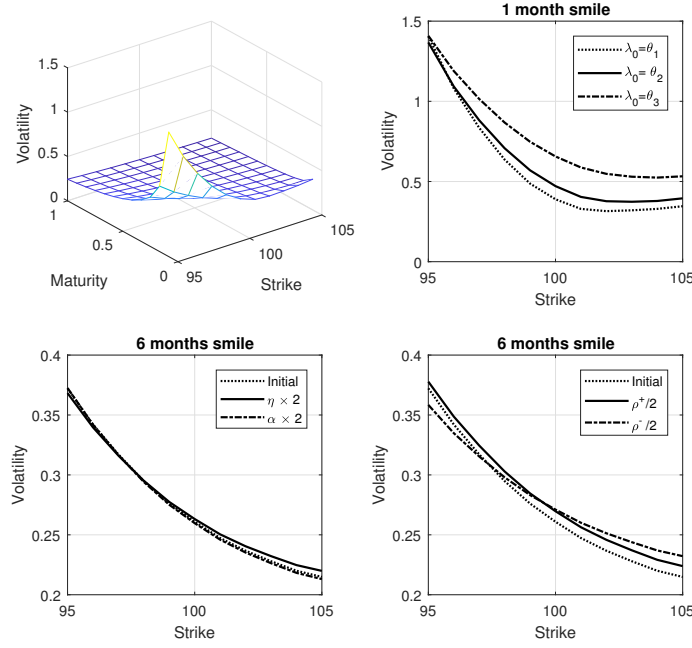 1.5
1
0.5
0
Volatility
1
0.5
0
Maturity
95
100
105
Strike
1 month smile
1.5
1
0.5
0
Volatility
λ0=θ1
λ0= θ2
λ0=θ3
95
100
105
Strike
6 months smile
0.4
0.35
0.3
0.25
0.2
Volatility
Initial
η × 2
α × 2
95
100
105
Strike
6 months smile
0.4
0.35
0.3
0.25
0.2
Volatility
Initial
ρ+/2
ρ-/2
95
100
105
Strike